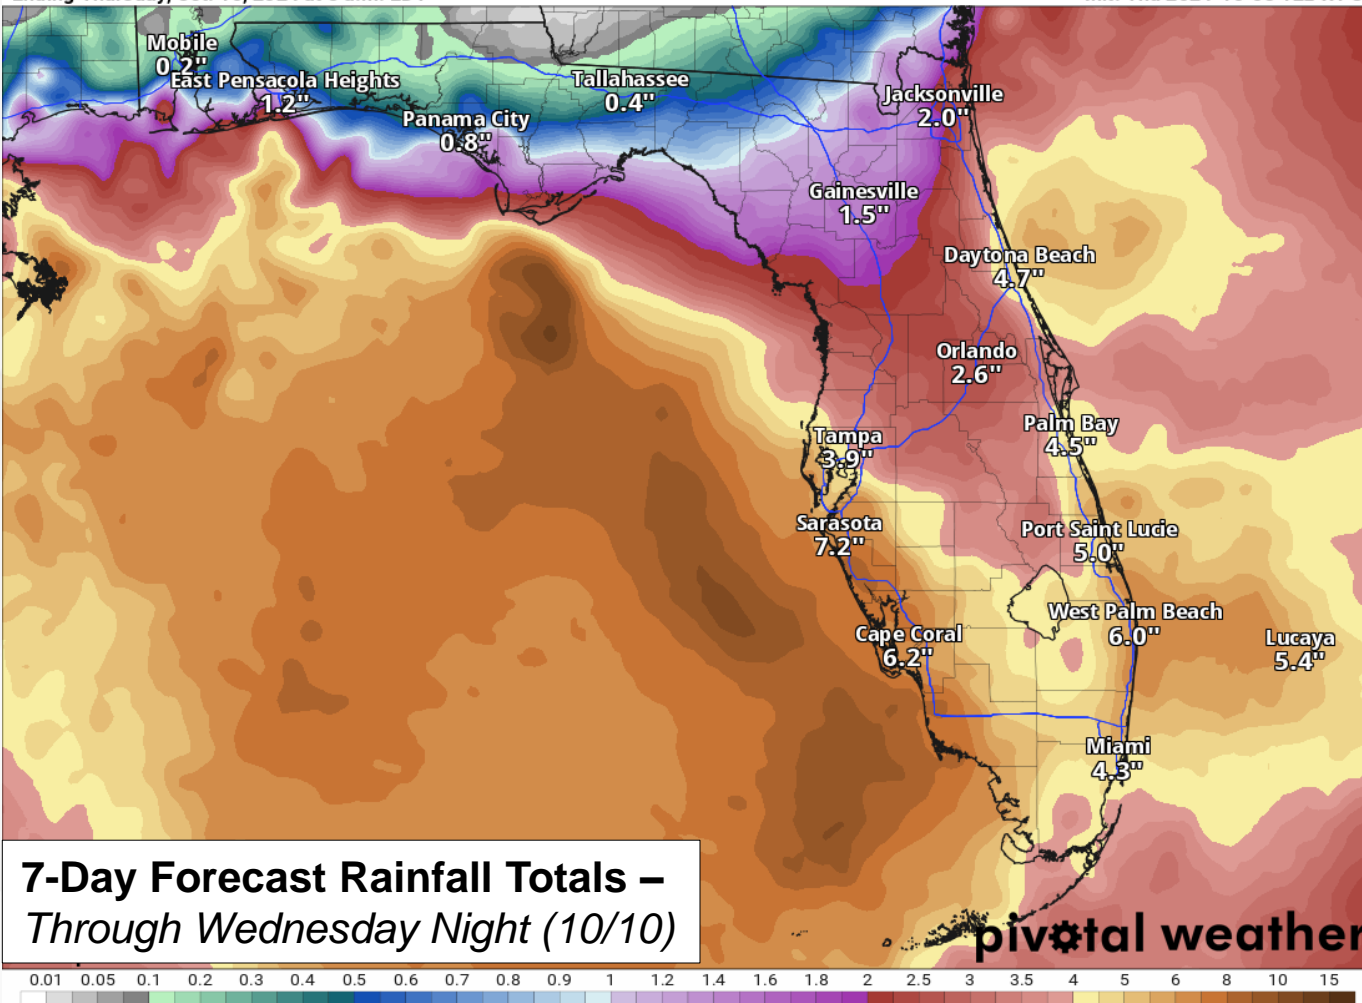 Mobile
0.2"
East Pensacola Heights
1.2"
Tallahassee
0.4"
Panama City
0.8"
Jacksonville
2.0"
Gainesville
1.5"
Daytona Beach
4.7"
Orlando
2.6"
Palm Bay
4.5"
Tampa
3.9"
Sarasota
7.2"
Port Saint Lucie
5.0"
West Palm Beach
6.0"
Cape Coral
6.2"
Lucaya
5.4"
Miami
4.3"
7-Day Forecast Rainfall Totals –
Through Wednesday Night (10/10)
pivotal weather
0.01 0.05 0.1 0.2 0.3 0.4 0.5 0.6 0.7 0.8 0.9 1 1.2 1.4 1.6 1.8 2 2.5 3 3.5 4 5 6 8 10 15